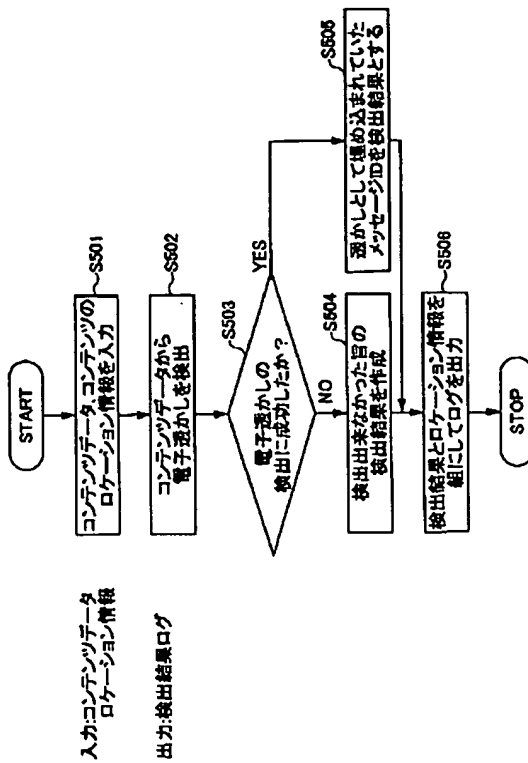 入力:コンテンツデータ
ロケーション情報
出力:検出結果ログ
START
S501
コンテンツデータ、コンテンツの
ロケーション情報を入力
S502
コンテンツデータから
電子透かしを検出
S503
電子透かしの
検出に成功したか?
YES
NO
S504
検出出来なかった旨の
検出結果を作成
S505
透かしとして埋め込まれていた
メッセージIDを検出結果とする
S506
検出結果とロケーション情報を
組にしてログを出力
STOP